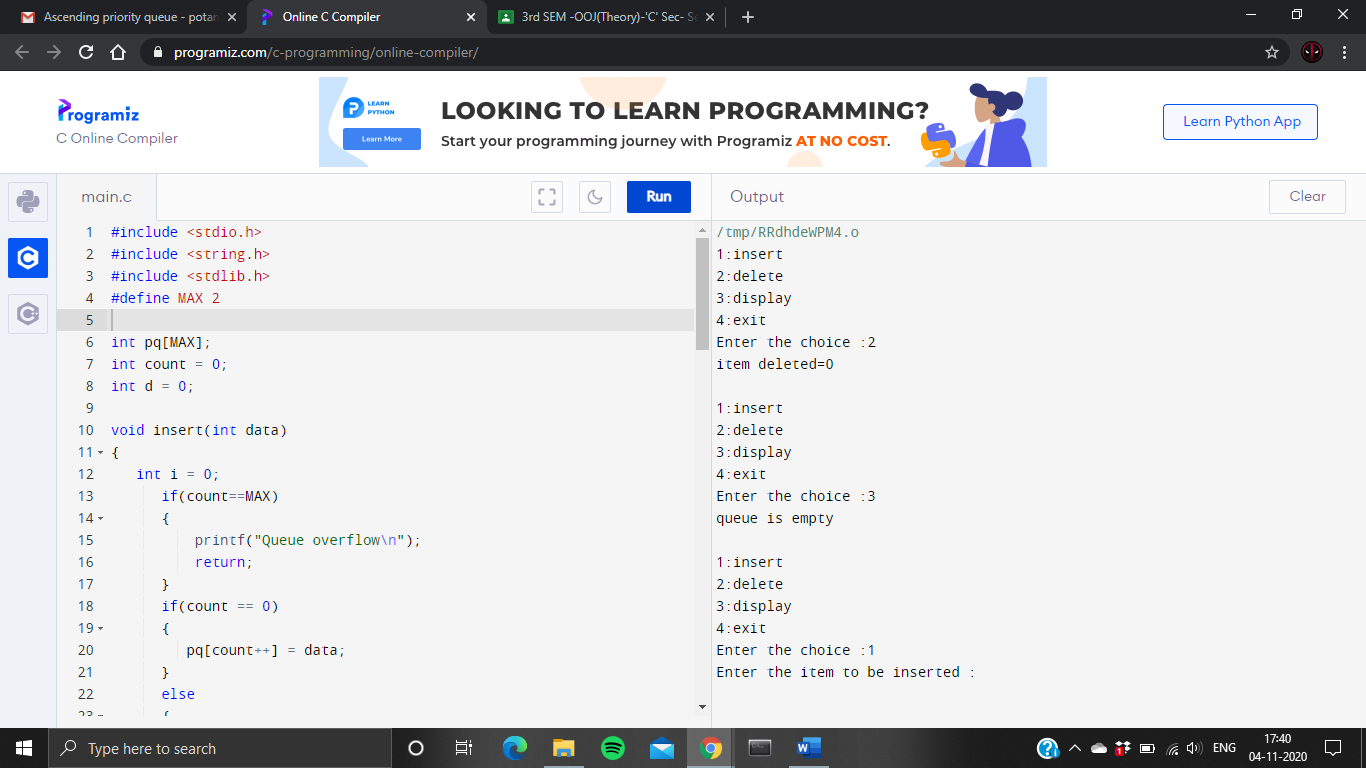 Ascending priority queue - potan
Online C Compiler
3rd SEM -OOJ(Theory)-'C' Sec- S
programiz.com/c-programming/online-compiler/
Programiz
C Online Compiler
LEARN PYTHON
Learn More
LOOKING TO LEARN PROGRAMMING?
Start your programming journey with Programiz AT NO COST.
Learn Python App
main.c
Run
Output
Clear
1 #include <stdio.h>
2 #include <string.h>
3 #include <stdlib.h>
4 #define MAX 2
5
6 int pq[MAX];
7 int count = 0;
8 int d = 0;
9
10 void insert(int data)
11 {
12 int i = 0;
13 if(count==MAX)
14 {
15 printf("Queue overflow\n");
16 return;
17 }
18 if(count == 0)
19 {
20 pq[count++] = data;
21 }
22 else
23 {
/tmp/RRdhdeWPM4.o
1:insert
2:delete
3:display
4:exit
Enter the choice :2
item deleted=0
1:insert
2:delete
3:display
4:exit
Enter the choice :3
queue is empty
1:insert
2:delete
3:display
4:exit
Enter the choice :1
Enter the item to be inserted :
Type here to search
ENG
17:40
04-11-2020